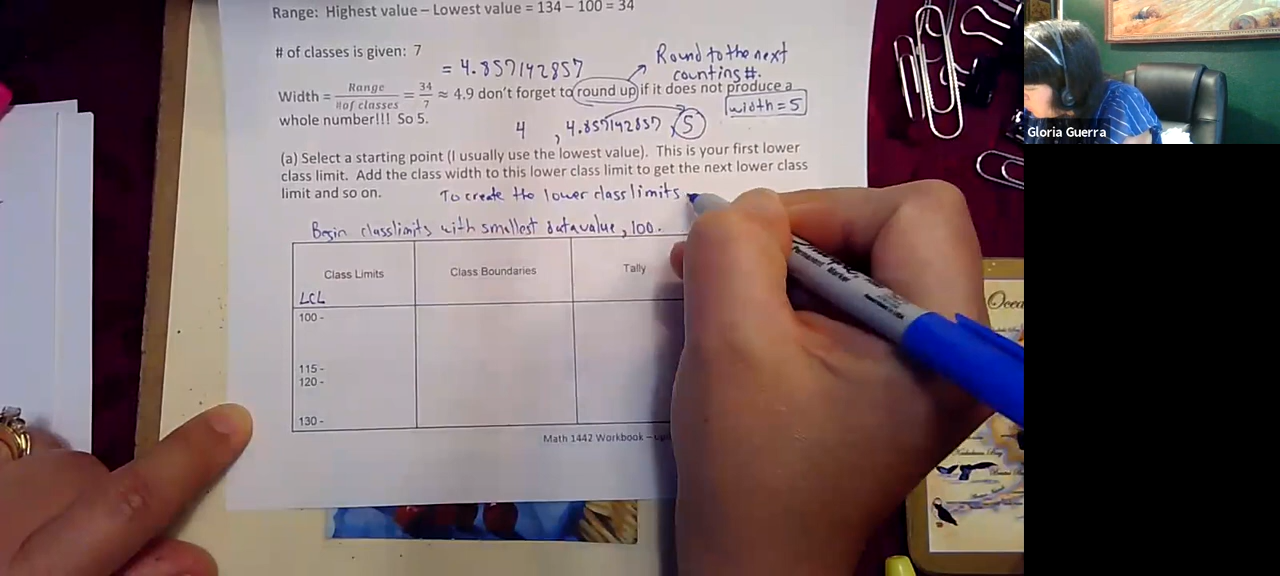 Range: Highest value – Lowest value = 134 – 100 = 34
# of classes is given: 7
= 4.857142857
Round to the next
counting #.
Width = Range / # of classes = 34 / 7 ≈ 4.9 don't forget to round up if it does not produce a
whole number!!! So 5.
width = 5
4 , 4.857142857, 5
(a) Select a starting point (I usually use the lowest value). This is your first lower
class limit. Add the class width to this lower class limit to get the next lower class
limit and so on.
To create the lower class limits
Begin class limits with smallest data value, 100.
Class Limits
Class Boundaries
Tally
LCL
100 -
115 -
120 -
130 -
Math 1442 Workbook –
Permanent Marker
Gloria Guerra